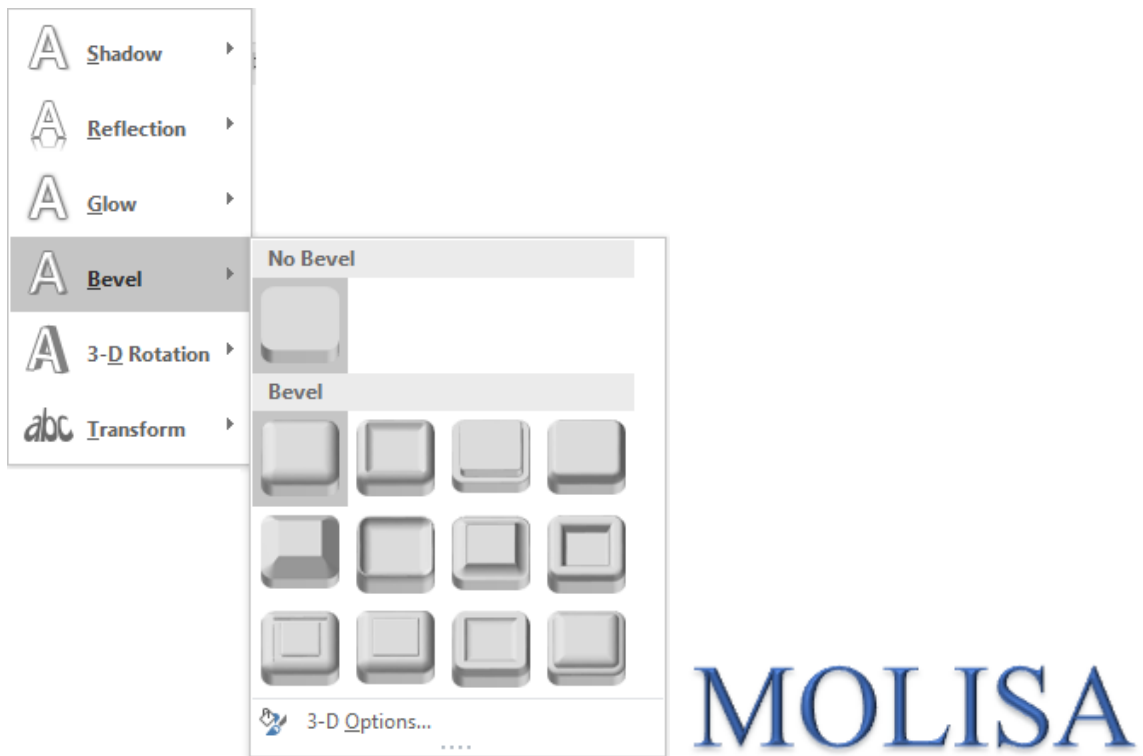 Shadow
Reflection
Glow
Bevel
3-D Rotation
abc Transform
No Bevel
Bevel
3-D Options...
MOLISA